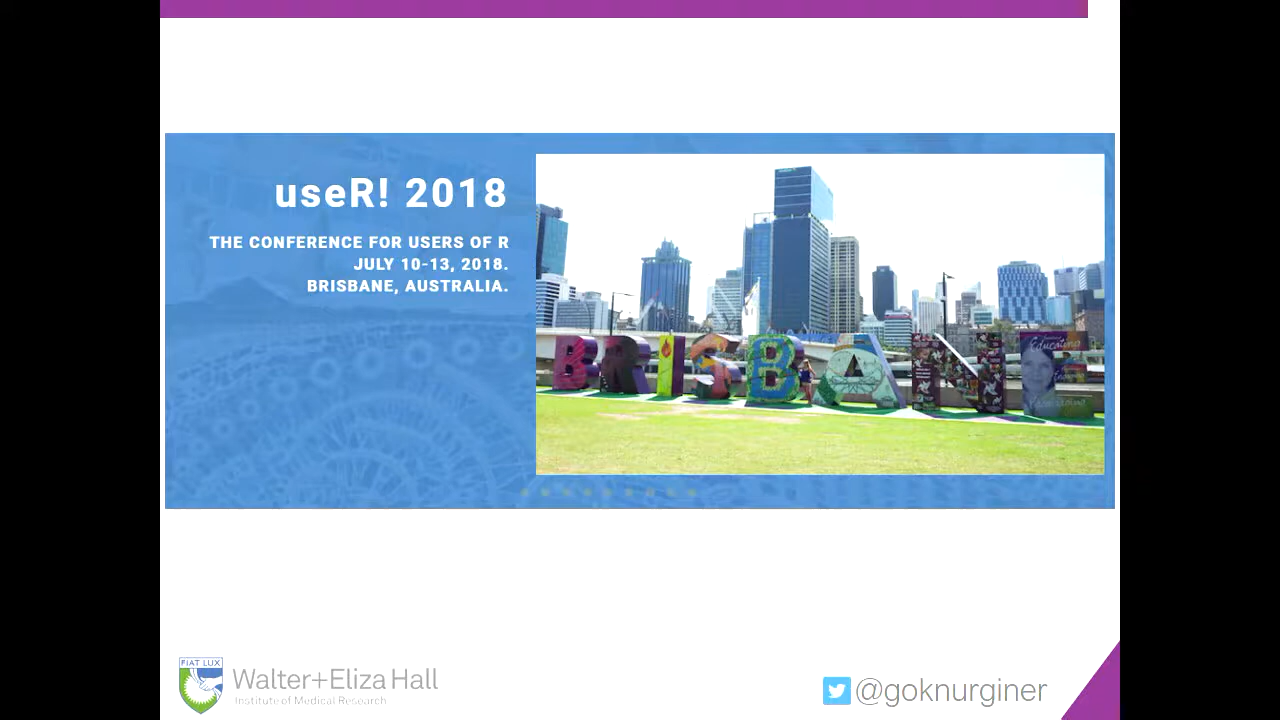 useR! 2018
THE CONFERENCE FOR USERS OF R
JULY 10-13, 2018.
BRISBANE, AUSTRALIA.
BRISBANE
FIAT LUX
Walter+Eliza Hall
Institute of Medical Research
@goknurginer